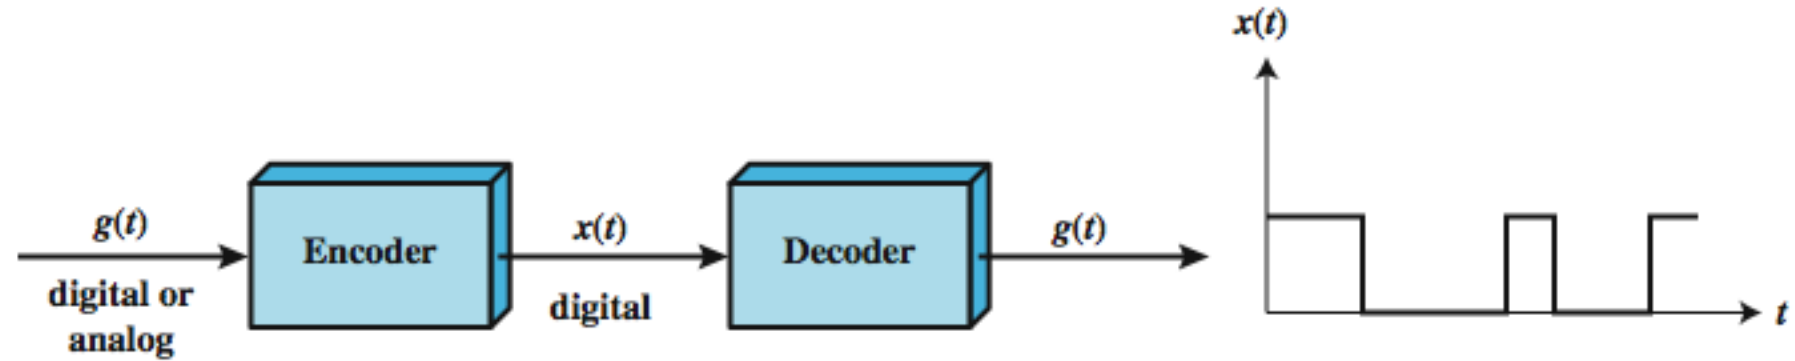 x(t)
g(t)
Encoder
x(t)
Decoder
g(t)
digital or
analog
digital
t